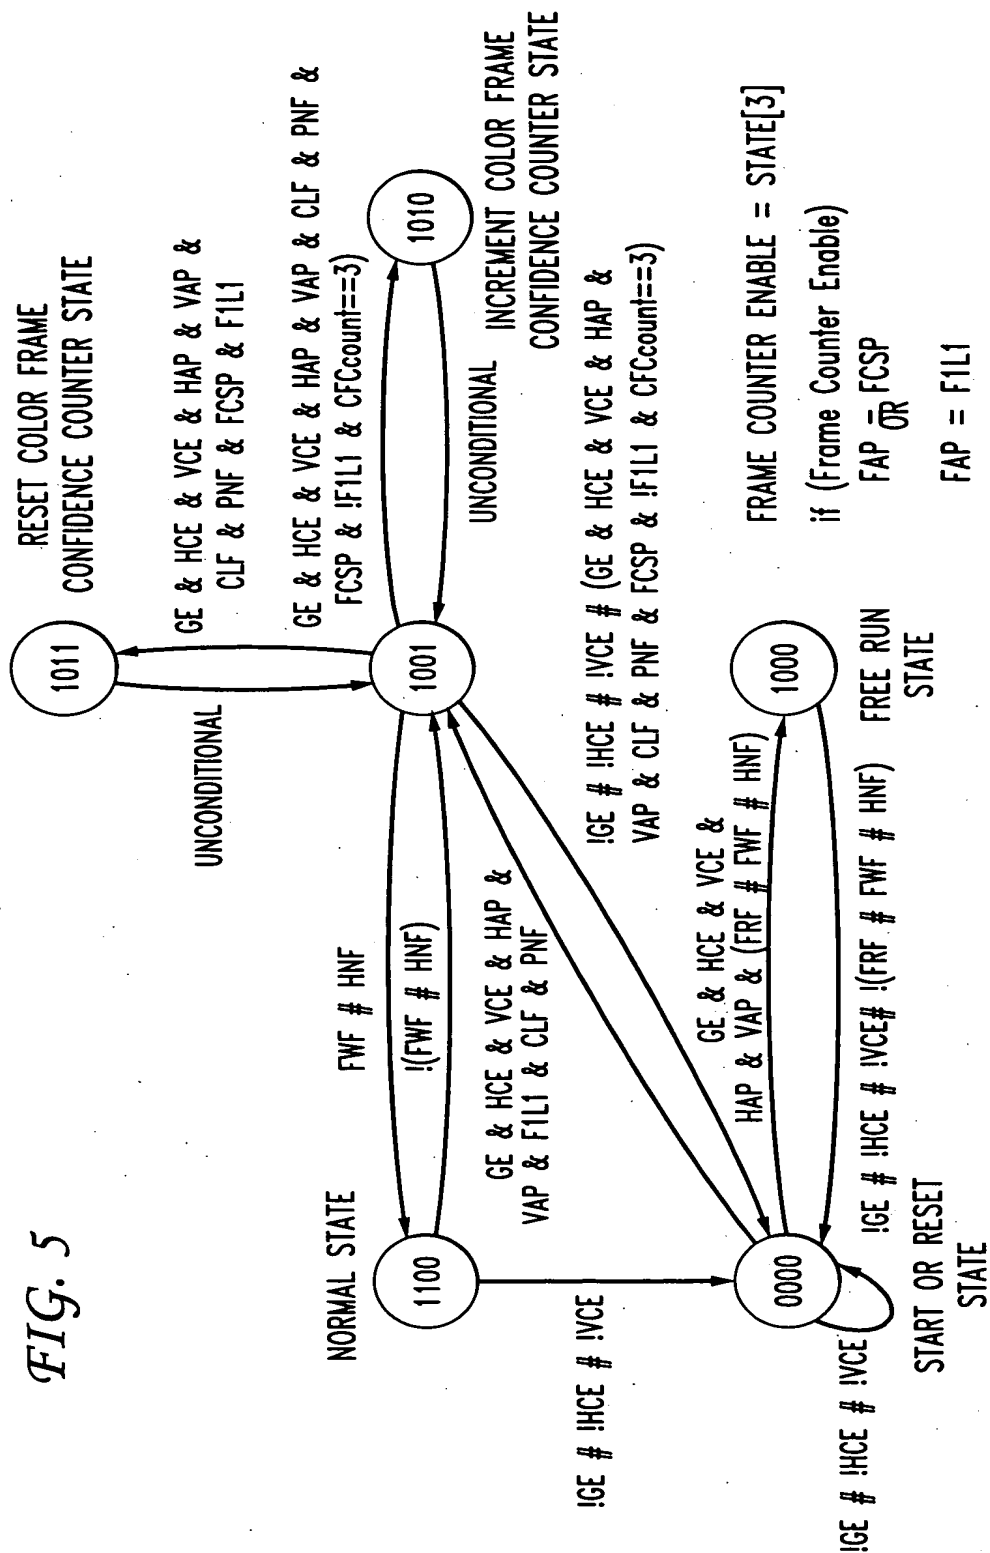 FIG. 5
RESET COLOR FRAME
CONFIDENCE COUNTER STATE
1011
UNCONDITIONAL
GE & HCE & VCE & HAP & VAP &
CLF & PNF & FCSP & F1L1
GE & HCE & VCE & HAP & VAP & CLF & PNF &
FCSP & !F1L1 & CFCcount==3)
NORMAL STATE
1100
FWF # HNF
!(FWF # HNF)
1001
1010
UNCONDITIONAL
INCREMENT COLOR FRAME
CONFIDENCE COUNTER STATE
GE & HCE & VCE & HAP &
VAP & F1L1 & CLF & PNF
!GE # !HCE # !VCE # (GE & HCE & VCE & HAP &
VAP & CLF & PNF & FCSP & !F1L1 & CFCcount==3)
!GE # !HCE # !VCE
GE & HCE & VCE &
HAP & VAP & (FRF # FWF # HNF)
0000
1000
!GE # !HCE # !VCE
!GE # !HCE # !VCE# !(FRF # FWF # HNF)
START OR RESET
STATE
FREE RUN
STATE
FRAME COUNTER ENABLE = STATE[3]
if (Frame Counter Enable)
FAP = FCSP
OR
FAP = F1L1